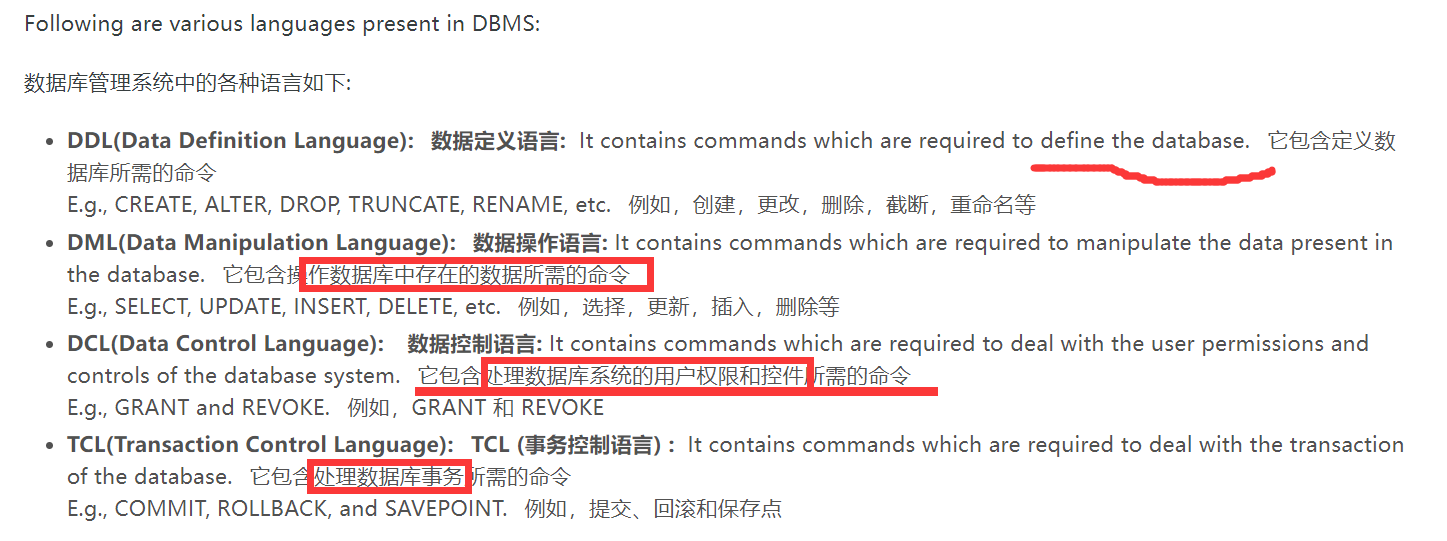 Following are various languages present in DBMS:
数据库管理系统中的各种语言如下:
DDL(Data Definition Language): 数据定义语言: It contains commands which are required to define the database. 它包含定义数
据库所需的命令
E.g., CREATE, ALTER, DROP, TRUNCATE, RENAME, etc. 例如，创建，更改，删除，截断，重命名等
DML(Data Manipulation Language): 数据操作语言: It contains commands which are required to manipulate the data present in
the database. 它包含操作数据库中存在的数据所需的命令
E.g., SELECT, UPDATE, INSERT, DELETE, etc. 例如，选择，更新，插入，删除等
DCL(Data Control Language): 数据控制语言: It contains commands which are required to deal with the user permissions and
controls of the database system. 它包含处理数据库系统的用户权限和控件所需的命令
E.g., GRANT and REVOKE. 例如，GRANT 和 REVOKE
TCL(Transaction Control Language): TCL (事务控制语言) : It contains commands which are required to deal with the transaction
of the database. 它包含处理数据库事务所需的命令
E.g., COMMIT, ROLLBACK, and SAVEPOINT. 例如，提交、回滚和保存点